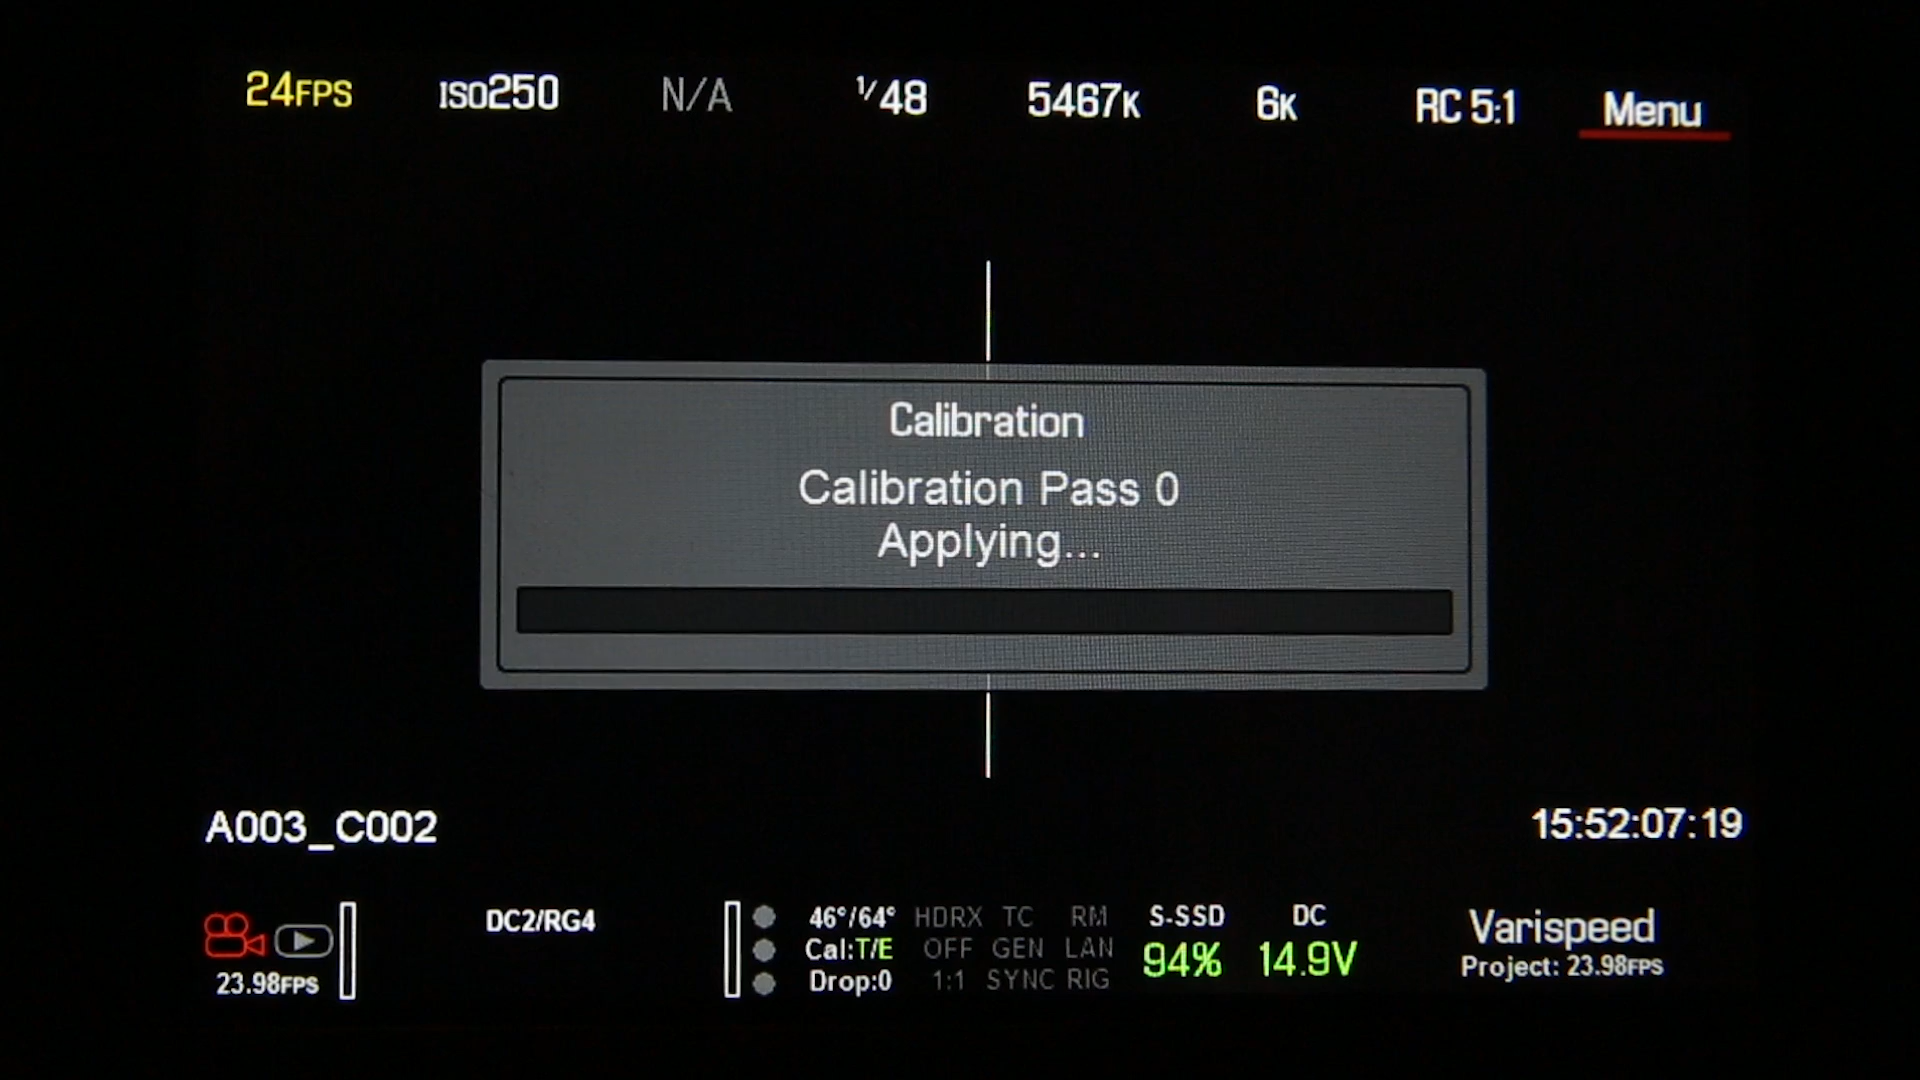 24FPS ISO250 N/A 1/48 5467K 6K RC 5:1 Menu
Calibration
Calibration Pass 0
Applying...
A003_C002 15:52:07:19
DC2/RG4 46°/64° HDRX TC RM S-SSD DC Varispeed
Cal:T/E OFF GEN LAN 94% 14.9V
23.98FPS Drop:0 1:1 SYNC RIG Project: 23.98FPS